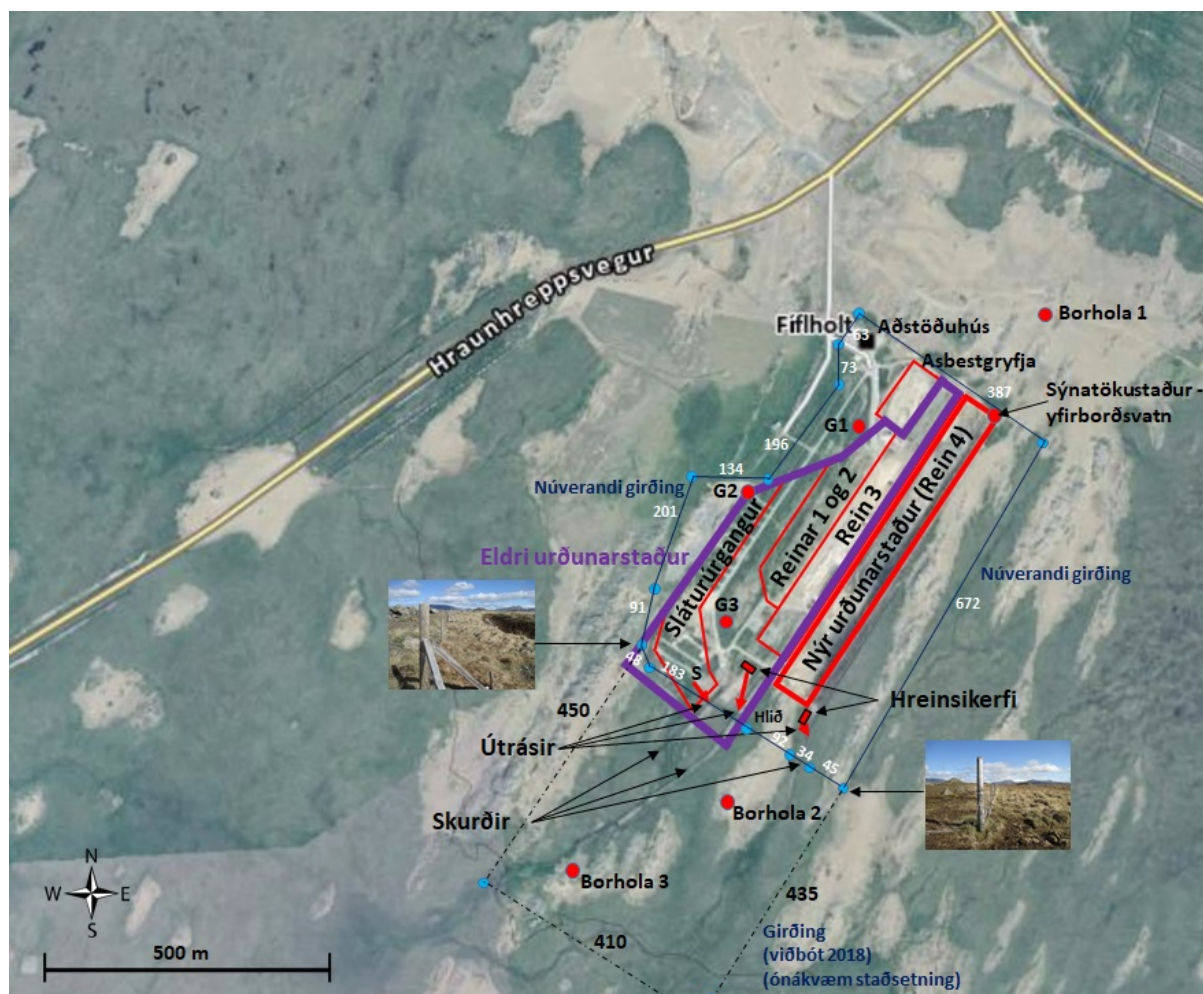 Hraunhreppsvegur
Fíflholt
Aðstöðuhús
Borhola 1
63
73
Asbestgryfja
387
Sýnatökustaður -
yfirborðsvatn
G1
196
134
Núverandi girðing
G2
201
Eldri urðunarstaður
Sláturúrgangur
Reinar 1 og 2
Rein 3
Nýr urðunarstaður (Rein 4)
Núverandi girðing
672
91
G3
48
183
S
450
Hlið
Hreinsikerfi
Útrásir
92
34
45
Skurðir
Borhola 2
Borhola 3
435
410
Girðing
(viðbót 2018)
(ónákvæm staðsetning)
N
W
E
S
500 m